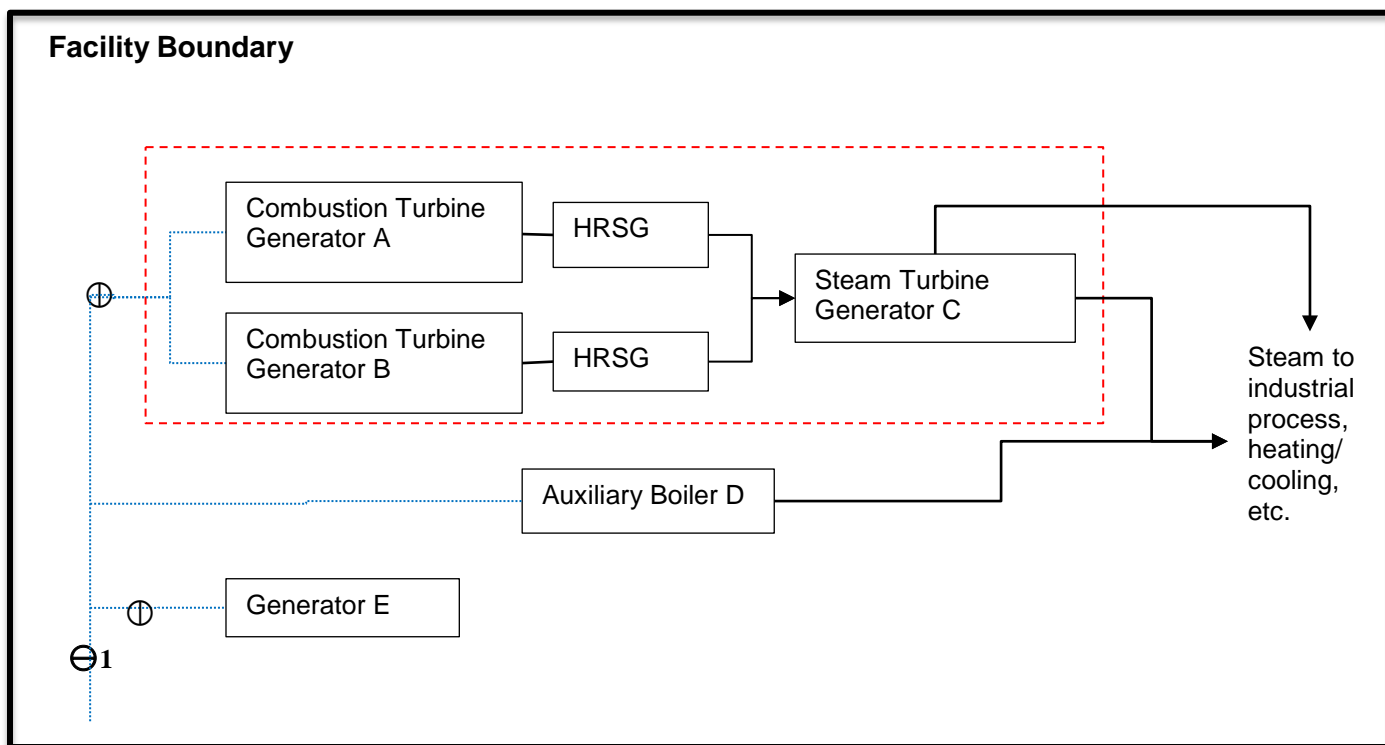 Facility Boundary
Combustion Turbine
Generator A
HRSG
Steam Turbine
Generator C
Combustion Turbine
Generator B
HRSG
Steam to
industrial
process,
heating/
cooling,
etc.
Auxiliary Boiler D
Generator E
1